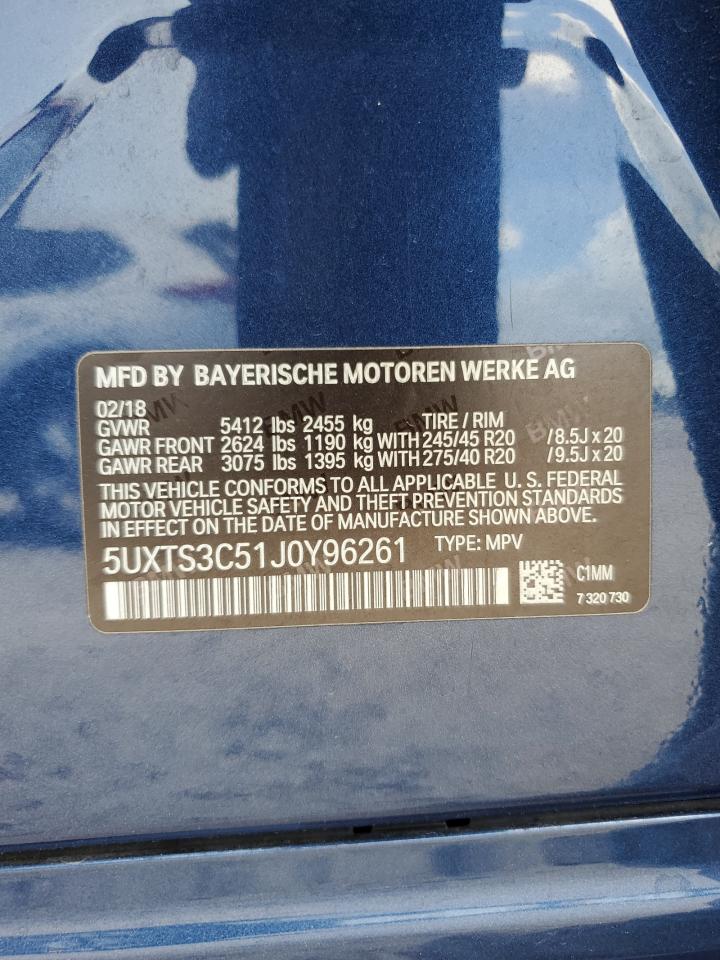 MFD BY BAYERISCHE MOTOREN WERKE AG
02/18
GVWR 5412 lbs 2455 kg TIRE / RIM
GAWR FRONT 2624 lbs 1190 kg WITH 245/45 R20 /8.5J x 20
GAWR REAR 3075 lbs 1395 kg WITH 275/40 R20 /9.5J x 20
THIS VEHICLE CONFORMS TO ALL APPLICABLE U. S. FEDERAL
MOTOR VEHICLE SAFETY AND THEFT PREVENTION STANDARDS
IN EFFECT ON THE DATE OF MANUFACTURE SHOWN ABOVE.
5UXTS3C51J0Y96261 TYPE: MPV
C1MM
7 320 730